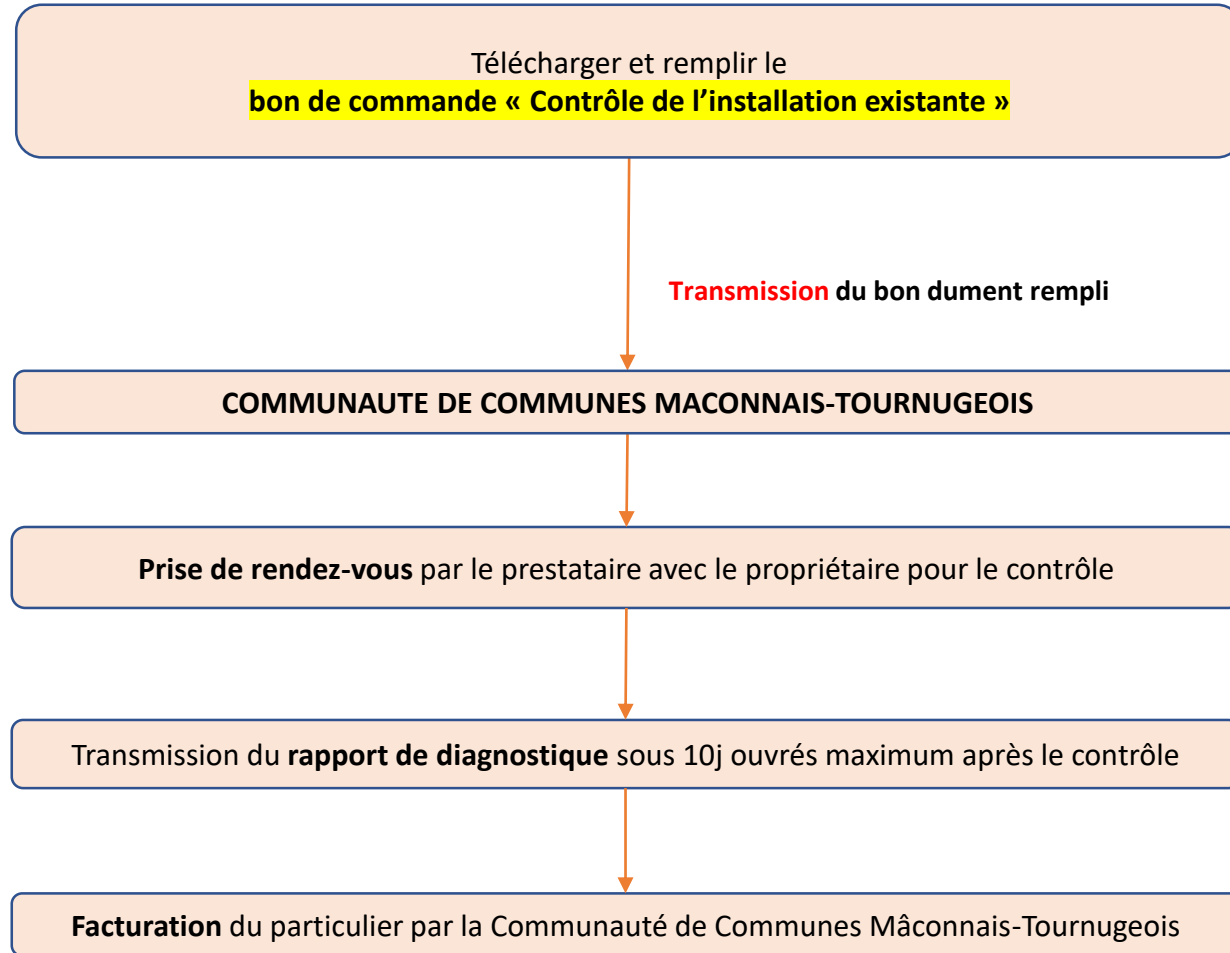 Télécharger et remplir le
bon de commande « Contrôle de l’installation existante »
Transmission du bon dument rempli
COMMUNAUTE DE COMMUNES MACONNAIS-TOURNUGEOIS
Prise de rendez-vous par le prestataire avec le propriétaire pour le contrôle
Transmission du rapport de diagnostique sous 10j ouvrés maximum après le contrôle
Facturation du particulier par la Communauté de Communes Mâconnais-Tournugeois